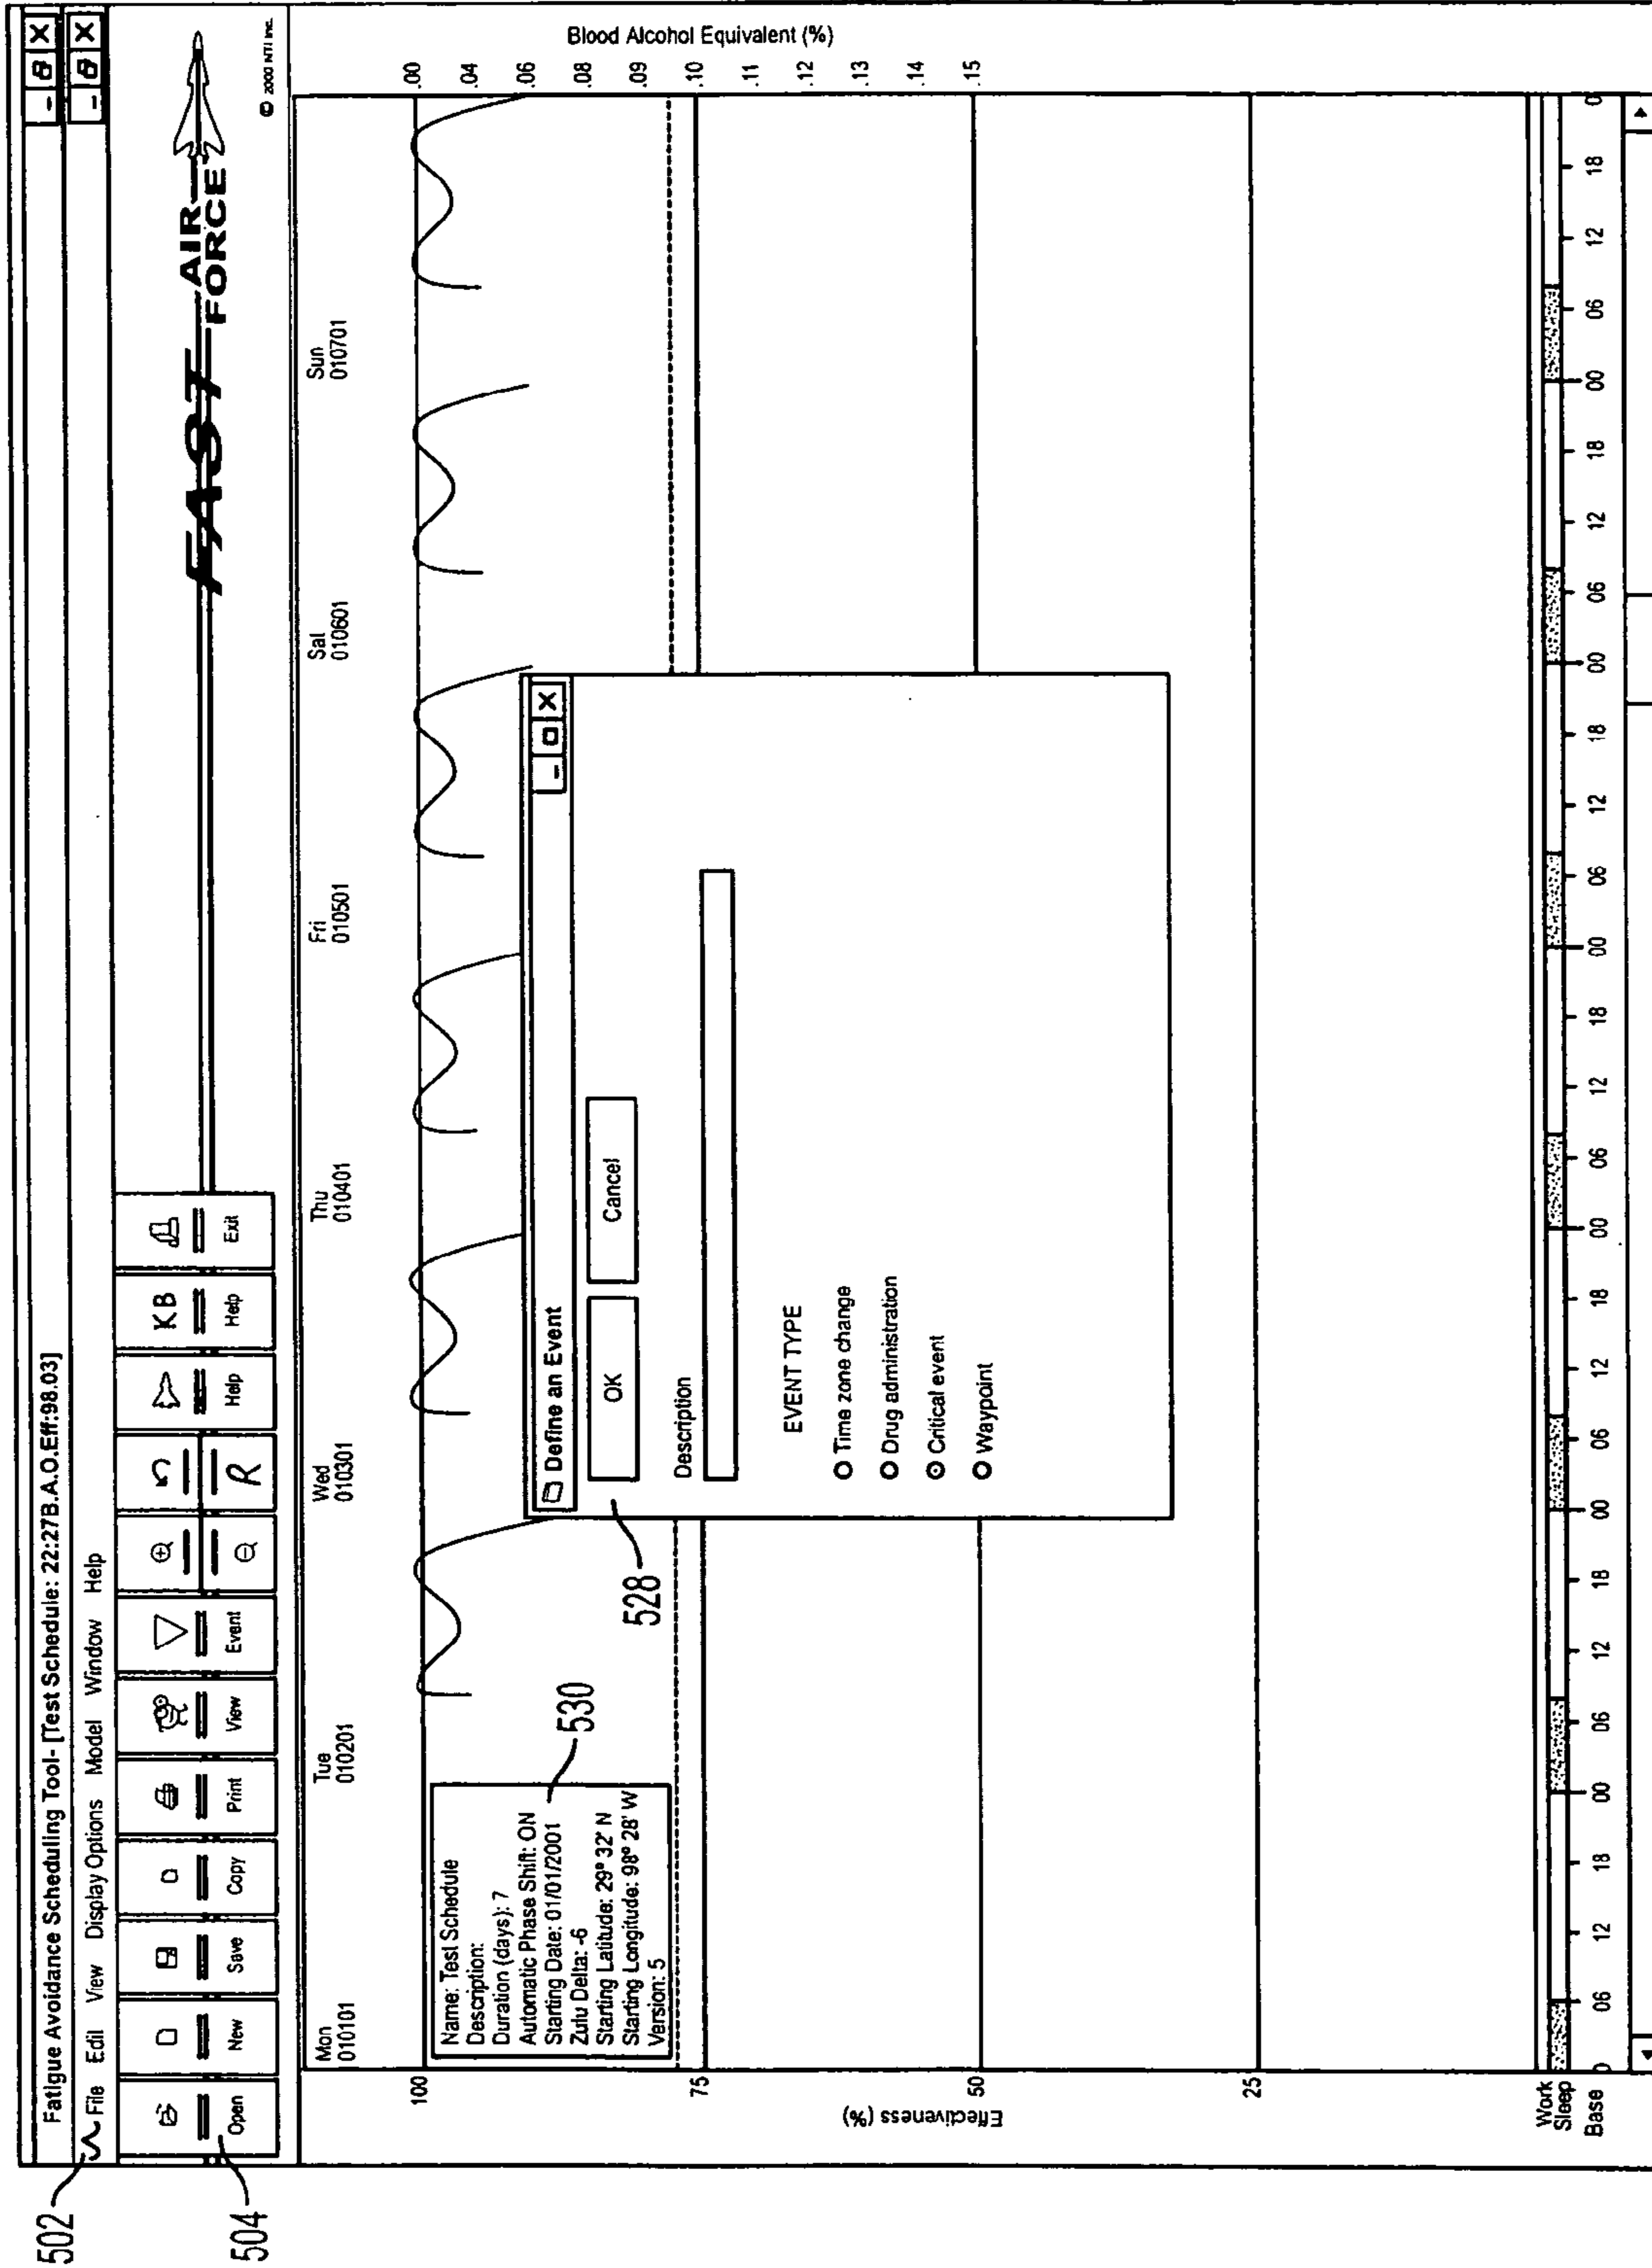 Fatigue Avoidance Scheduling Tool- [Test Schedule: 22:27B.A.O.Eff:98.03]
File Edit View Display Options Model Window Help
Open
New
Save
Copy
Print
View
Event
R
Help
KB
Help
Exit
FAST AIR FORCE
© 2000 NTI Inc.
502
504
Mon
010101
Tue
010201
Wed
010301
Thu
010401
Fri
010501
Sat
010601
Sun
010701
Name: Test Schedule
Description:
Duration (days): 7
Automatic Phase Shift: ON
Starting Date: 01/01/2001
Zulu Delta: -6
Starting Latitude: 29° 32' N
Starting Longitude: 98° 28' W
Version: 5
530
528
Define an Event
OK
Cancel
Description
EVENT TYPE
Time zone change
Drug administration
Critical event
Waypoint
Effectiveness (%)
100
75
50
25
Blood Alcohol Equivalent (%)
.00
.04
.06
.08
.09
.10
.11
.12
.13
.14
.15
Work
Sleep
Base
0 06 12 18 00 06 12 18 00 06 12 18 00 06 12 18 00 06 12 18 00 06 12 18 00 06 12 18 0